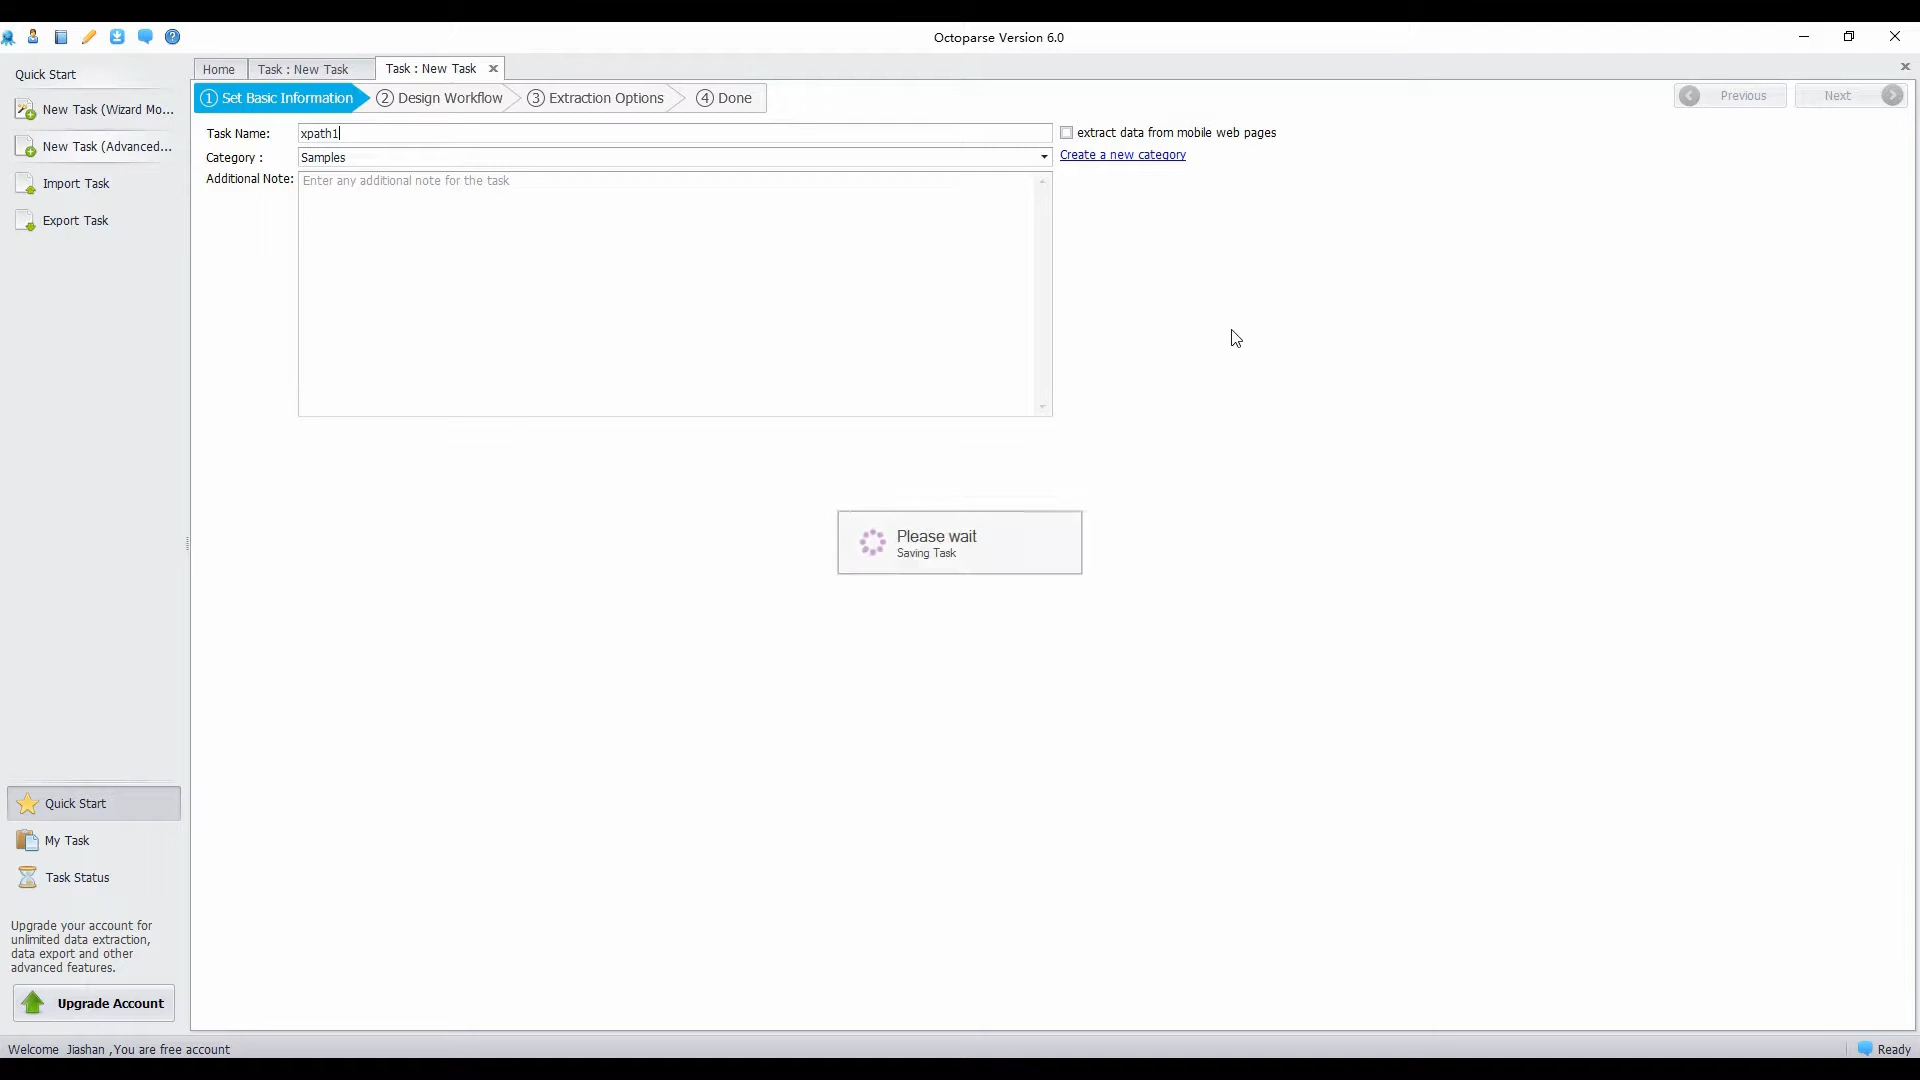 Octoparse Version 6.0
Quick Start
Home
Task : New Task
Task : New Task
1 Set Basic Information
2 Design Workflow
3 Extraction Options
4 Done
Previous
Next
New Task (Wizard Mo...
New Task (Advanced...
Import Task
Export Task
Task Name:
xpath1
extract data from mobile web pages
Category :
Samples
Create a new category
Additional Note:
Enter any additional note for the task
Please wait
Saving Task
Quick Start
My Task
Task Status
Upgrade your account for
unlimited data extraction,
data export and other
advanced features.
Upgrade Account
Welcome Jiashan ,You are free account
Ready